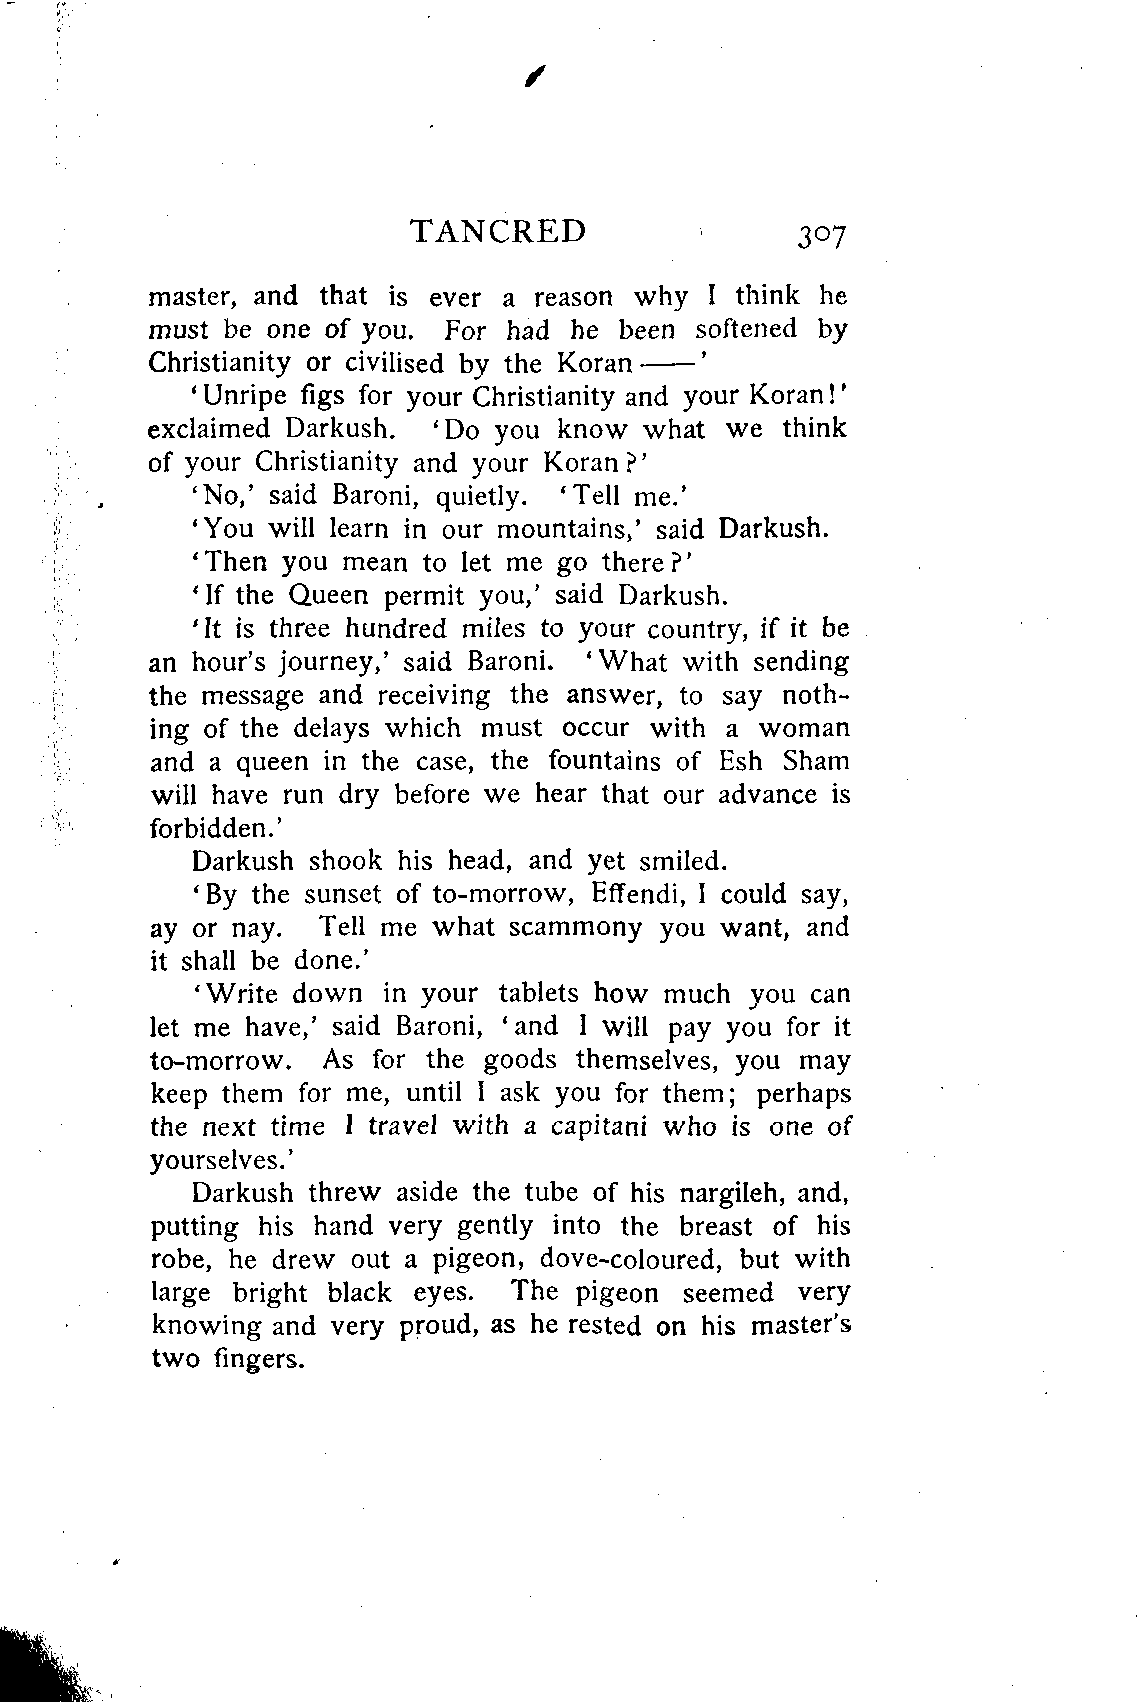 TANCRED 307
master, and that is ever a reason why I think he
must be one of you. For had he been softened by
Christianity or civilised by the Koran ——'
'Unripe figs for your Christianity and your Koran!'
exclaimed Darkush. 'Do you know what we think
of your Christianity and your Koran?'
'No,' said Baroni, quietly. 'Tell me.'
'You will learn in our mountains,' said Darkush.
'Then you mean to let me go there?'
'If the Queen permit you,' said Darkush.
'It is three hundred miles to your country, if it be
an hour's journey,' said Baroni. 'What with sending
the message and receiving the answer, to say noth-
ing of the delays which must occur with a woman
and a queen in the case, the fountains of Esh Sham
will have run dry before we hear that our advance is
forbidden.'
Darkush shook his head, and yet smiled.
'By the sunset of to-morrow, Effendi, I could say,
ay or nay. Tell me what scammony you want, and
it shall be done.'
'Write down in your tablets how much you can
let me have,' said Baroni, 'and I will pay you for it
to-morrow. As for the goods themselves, you may
keep them for me, until I ask you for them; perhaps
the next time I travel with a capitani who is one of
yourselves.'
Darkush threw aside the tube of his nargileh, and,
putting his hand very gently into the breast of his
robe, he drew out a pigeon, dove-coloured, but with
large bright black eyes. The pigeon seemed very
knowing and very proud, as he rested on his master's
two fingers.